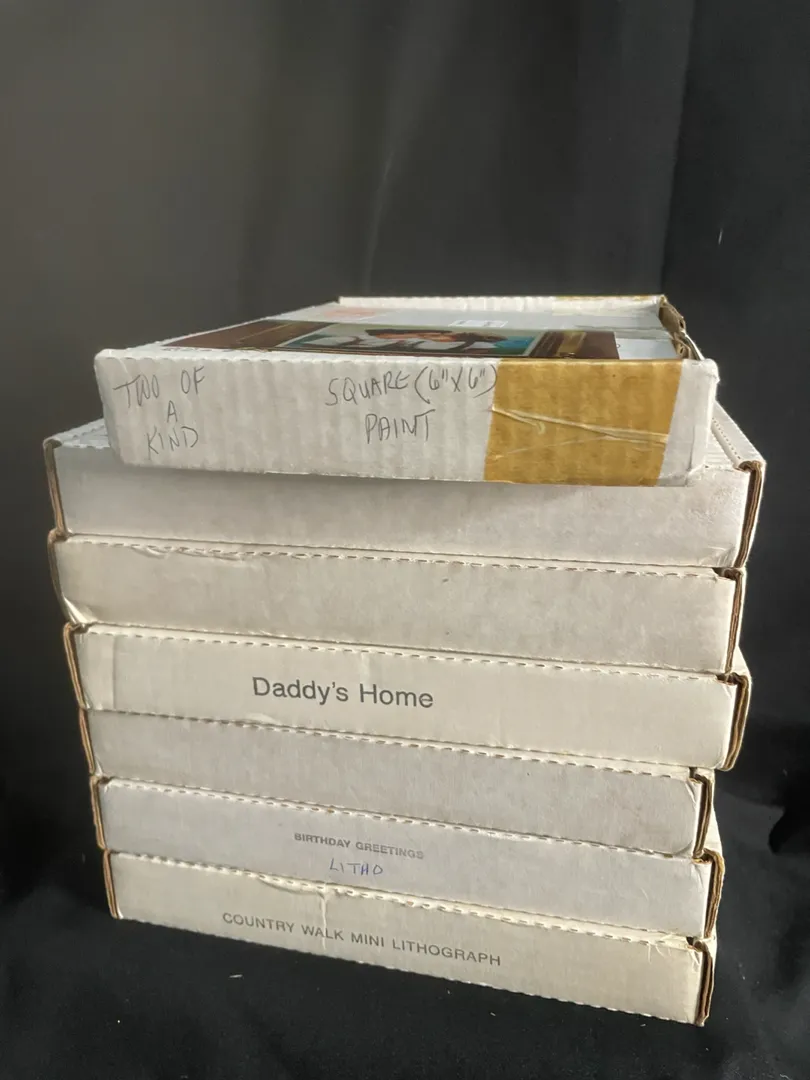 TWO OF
A
KIND
SQUARE (6"X6")
PAINT
Daddy's Home
BIRTHDAY GREETINGS
LITHO
COUNTRY WALK MINI LITHOGRAPH